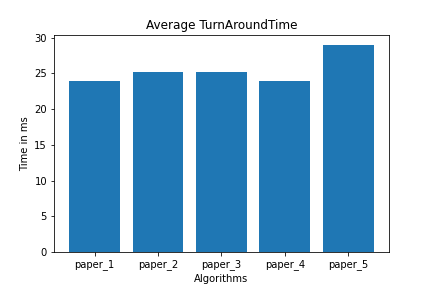 Average TurnAroundTime
Time in ms
30
25
20
15
10
5
0
paper_1 paper_2 paper_3 paper_4 paper_5
Algorithms